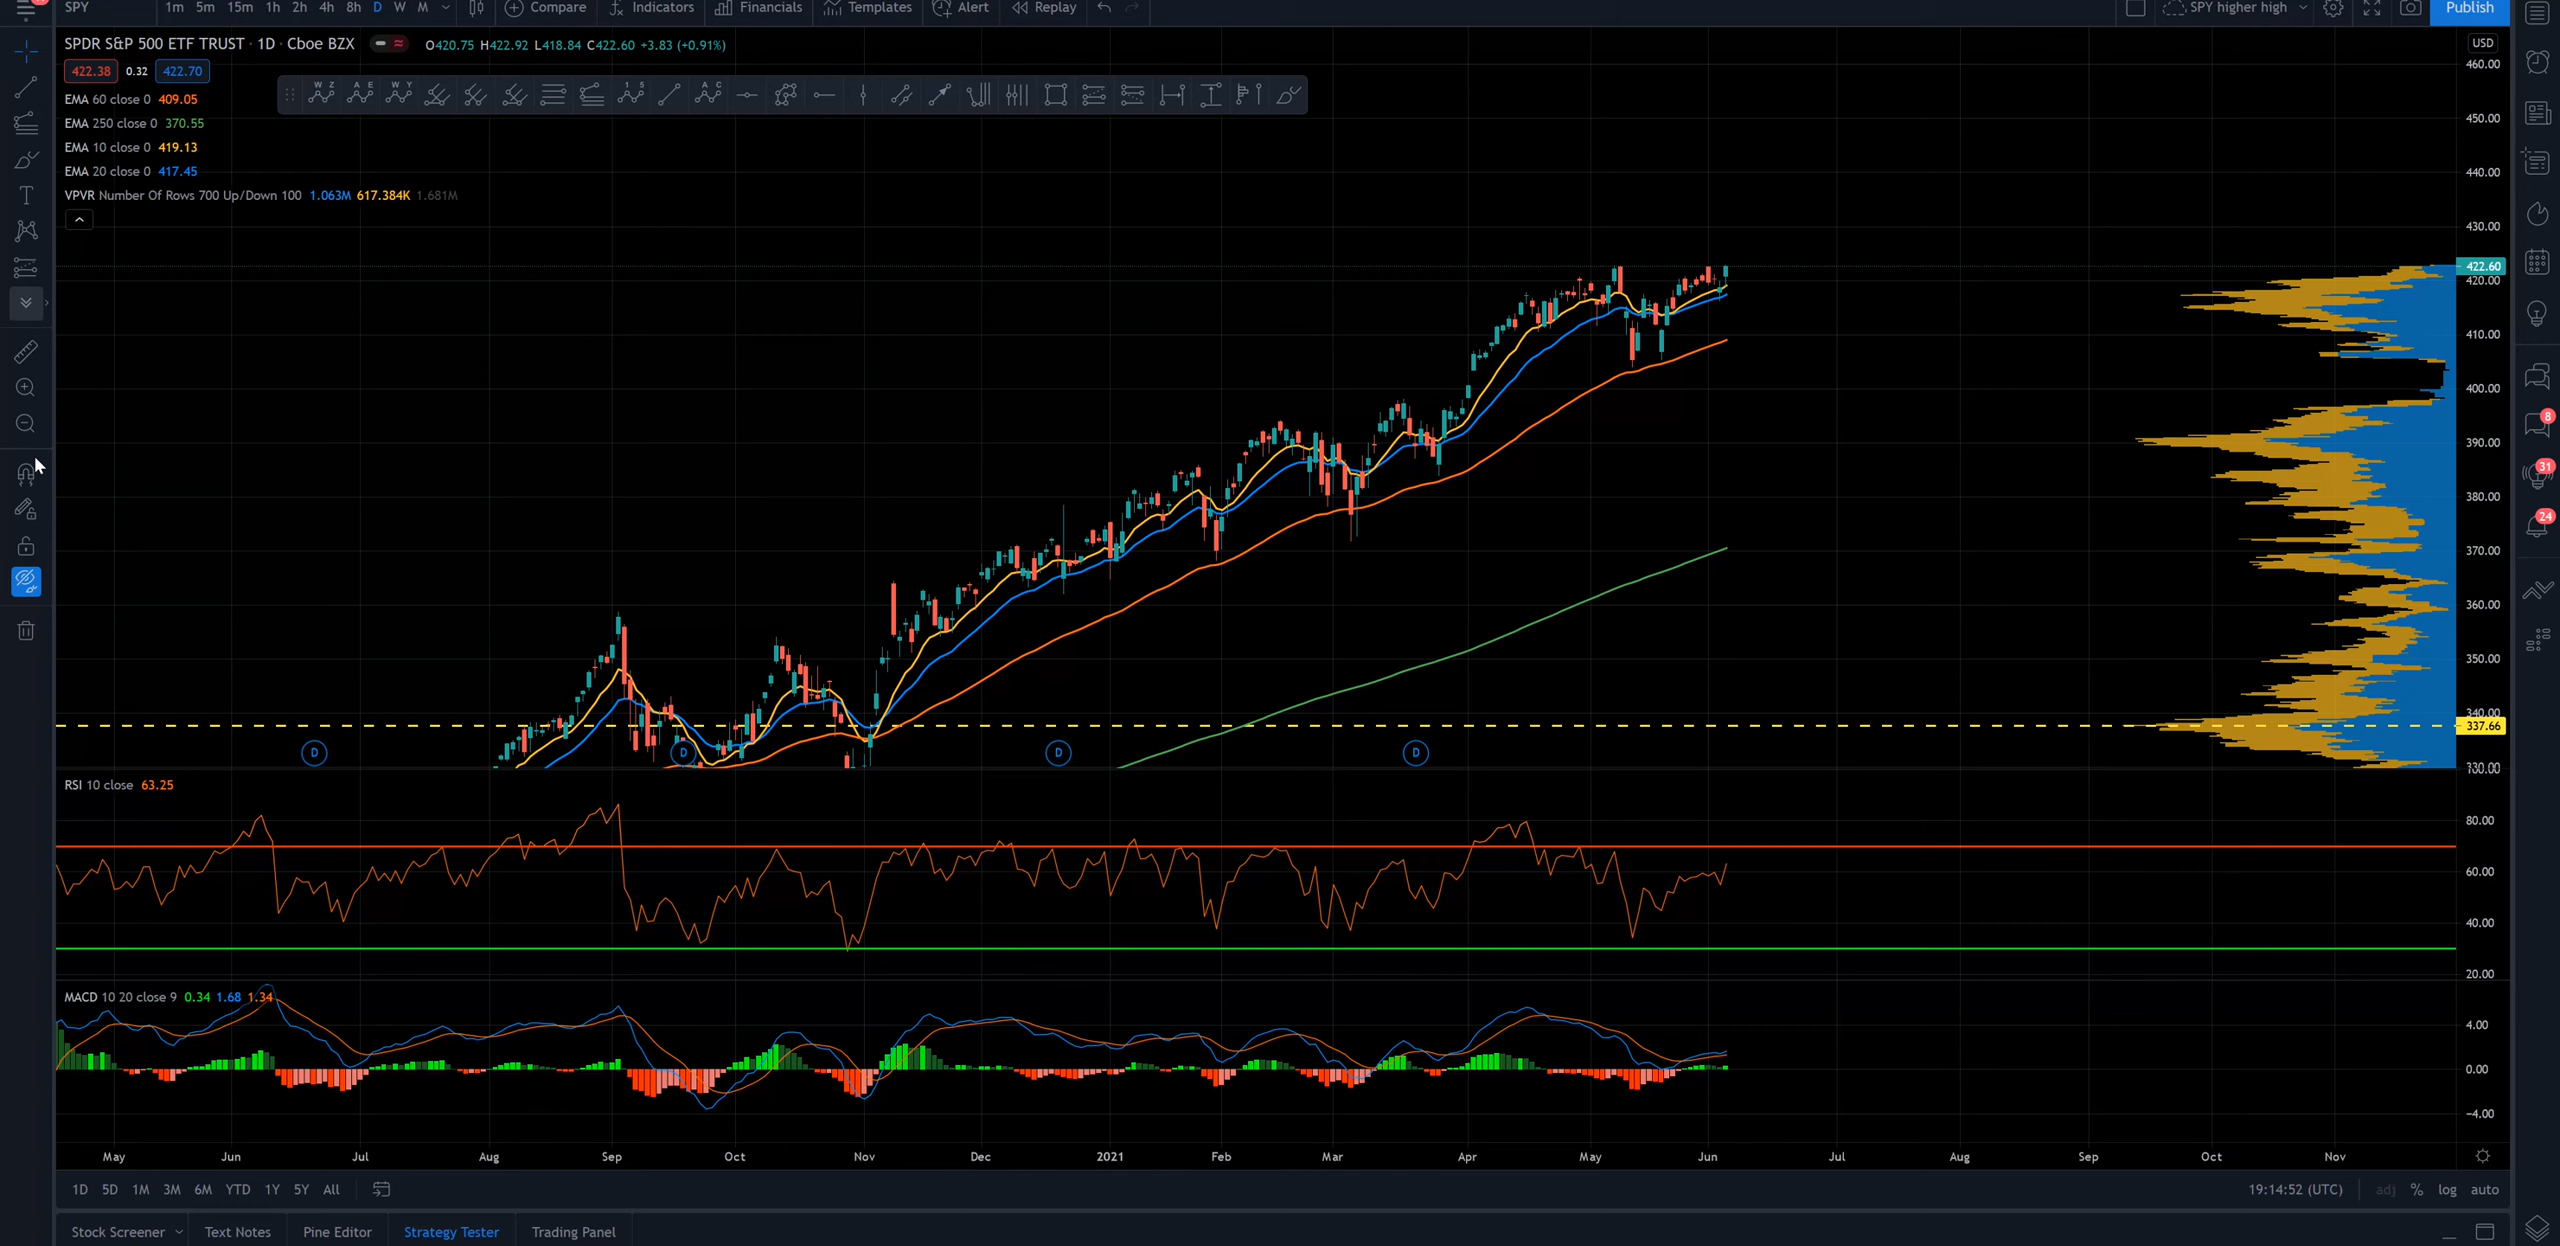 SPY 1m 5m 15m 1h 2h 4h 8h D W M Compare Indicators Financials Templates Alert Replay SPY higher high Publish
SPDR S&P 500 ETF TRUST · 1D · Cboe BZX O420.75 H422.92 L418.84 C422.60 +3.83 (+0.91%)
USD
422.38 0.32 422.70
EMA 60 close 0 409.05
EMA 250 close 0 370.55
EMA 10 close 0 419.13
EMA 20 close 0 417.45
VPVR Number Of Rows 700 Up/Down 100 1.063M 617.384K 1.681M
W Z
A E
W Y
1 5
A C
460.00
450.00
440.00
430.00
422.60
420.00
410.00
400.00
390.00
380.00
370.00
360.00
350.00
340.00
337.66
330.00
D D D D
8
31
24
RSI 10 close 63.25
80.00
60.00
40.00
20.00
MACD 10 20 close 9 0.34 1.68 1.34
4.00
0.00
−4.00
May Jun Jul Aug Sep Oct Nov Dec 2021 Feb Mar Apr May Jun Jul Aug Sep Oct Nov
1D 5D 1M 3M 6M YTD 1Y 5Y All 19:14:52 (UTC) adj % log auto
Stock Screener Text Notes Pine Editor Strategy Tester Trading Panel